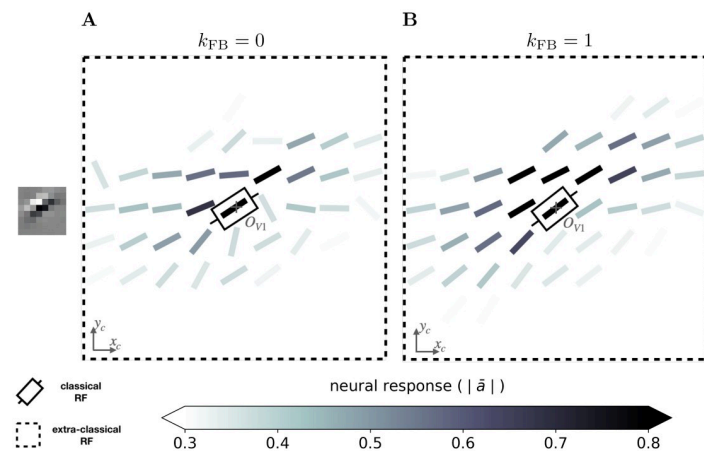 A
B
k_FB = 0
k_FB = 1
O_V1
O_V1
y_c
x_c
y_c
x_c
classical
RF
extra-classical
RF
neural response ( | ā | )
0.3 0.4 0.5 0.6 0.7 0.8